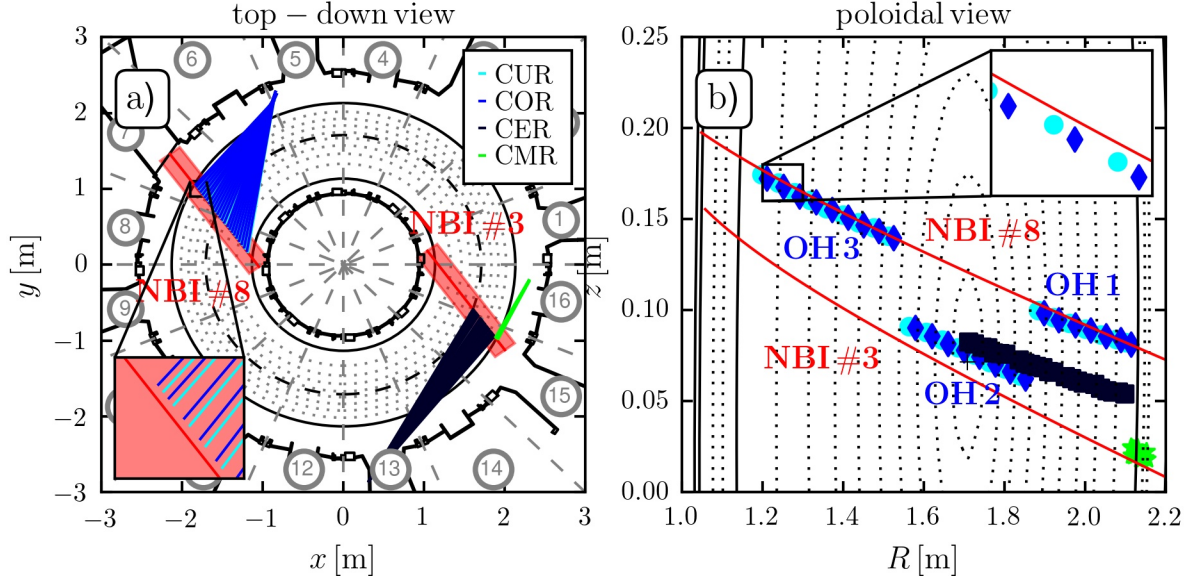 top – down view
poloidal view
3
2
1
0
−1
−2
−3
y [m]
−3
−2
−1
0
1
2
3
x [m]
a)
CUR
COR
CER
CMR
6
5
4
7
8
9
1
16
15
14
13
12
NBI #3
NBI #8
0.25
0.20
0.15
0.10
0.05
0.00
z [m]
1.0
1.2
1.4
1.6
1.8
2.0
2.2
R [m]
b)
OH 3
NBI #8
OH 1
NBI #3
OH 2